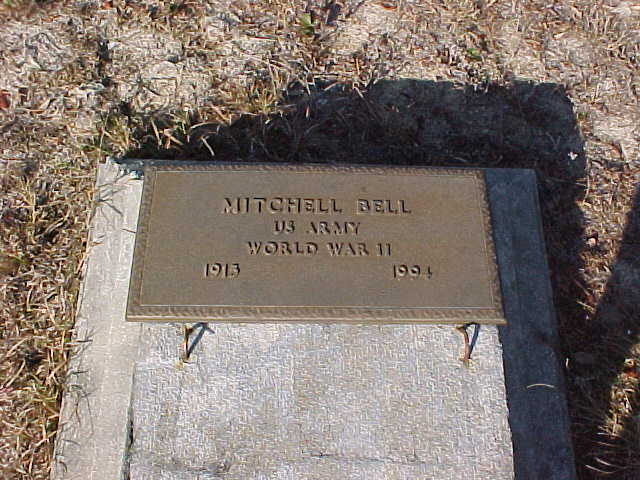 MITCHELL BELL
US ARMY
WORLD WAR II
1913 1994